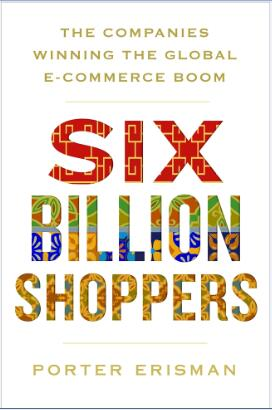 THE COMPANIES
WINNING THE GLOBAL
E-COMMERCE BOOM
SIX
BILLION
SHOPPERS
PORTER ERISMAN